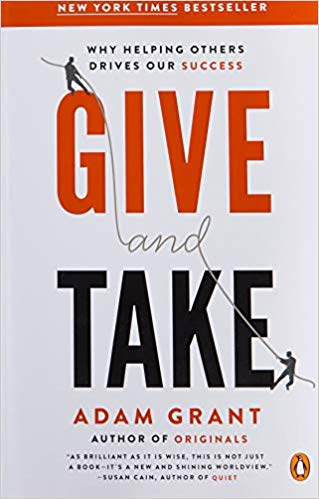 NEW YORK TIMES BESTSELLER
WHY HELPING OTHERS
DRIVES OUR SUCCESS
GIVE
and
TAKE
ADAM GRANT
AUTHOR OF ORIGINALS
"AS BRILLIANT AS IT IS WISE, THIS IS NOT JUST
A BOOK—IT'S A NEW AND SHINING WORLDVIEW."
—SUSAN CAIN, AUTHOR OF QUIET